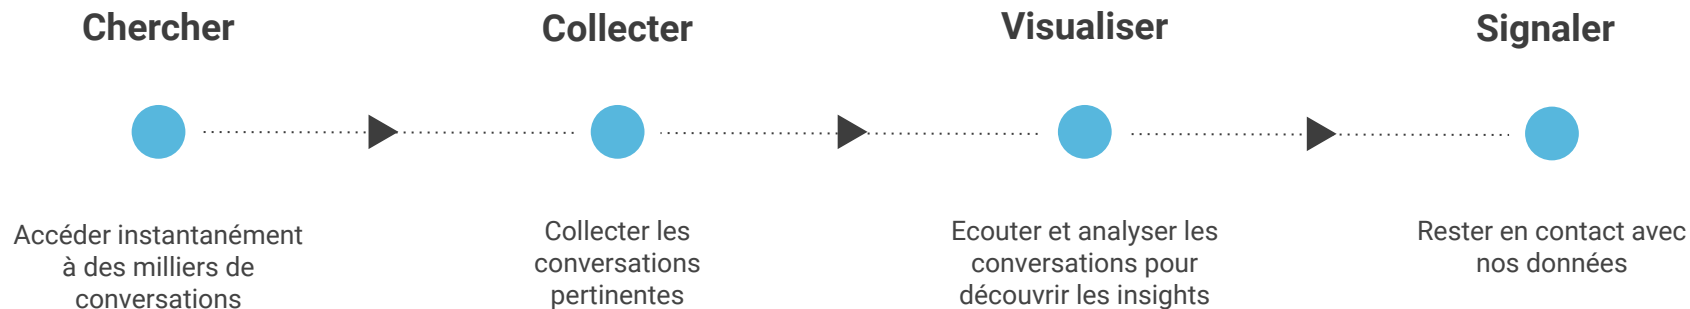 Chercher
Collecter
Visualiser
Signaler
Accéder instantanément
à des milliers de
conversations
Collecter les
conversations
pertinentes
Ecouter et analyser les
conversations pour
découvrir les insights
Rester en contact avec
nos données